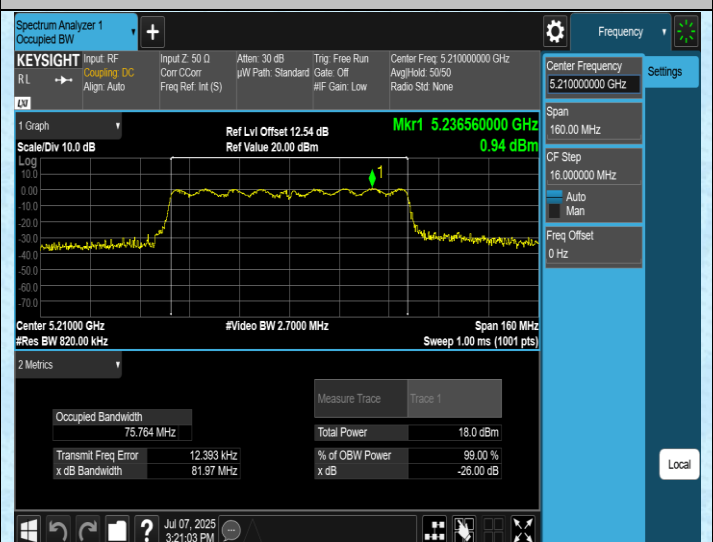 Spectrum Analyzer 1
Occupied BW
+
Frequency
KEYSIGHT
RL
LXI
Input: RF
Coupling: DC
Align: Auto
Input Z: 50 Ω
Corr CCorr
Freq Ref: Int (S)
Atten: 30 dB
µW Path: Standard
Trig: Free Run
Gate: Off
#IF Gain: Low
Center Freq: 5.210000000 GHz
Avg|Hold: 50/50
Radio Std: None
Center Frequency
5.210000000 GHz
Settings
Span
160.00 MHz
CF Step
16.000000 MHz
Auto
Man
Freq Offset
0 Hz
1 Graph
Scale/Div 10.0 dB
Ref Lvl Offset 12.54 dB
Ref Value 20.00 dBm
Mkr1 5.236560000 GHz
0.94 dBm
Log
10.0
0.00
-10.0
-20.0
-30.0
-40.0
-50.0
-60.0
-70.0
1
Center 5.21000 GHz
#Res BW 820.00 kHz
#Video BW 2.7000 MHz
Span 160 MHz
Sweep 1.00 ms (1001 pts)
2 Metrics
Measure Trace Trace 1
Occupied Bandwidth
75.764 MHz
Total Power 18.0 dBm
Transmit Freq Error 12.393 kHz
% of OBW Power 99.00 %
x dB Bandwidth 81.97 MHz
x dB -26.00 dB
Local
?
Jul 07, 2025
3:21:03 PM